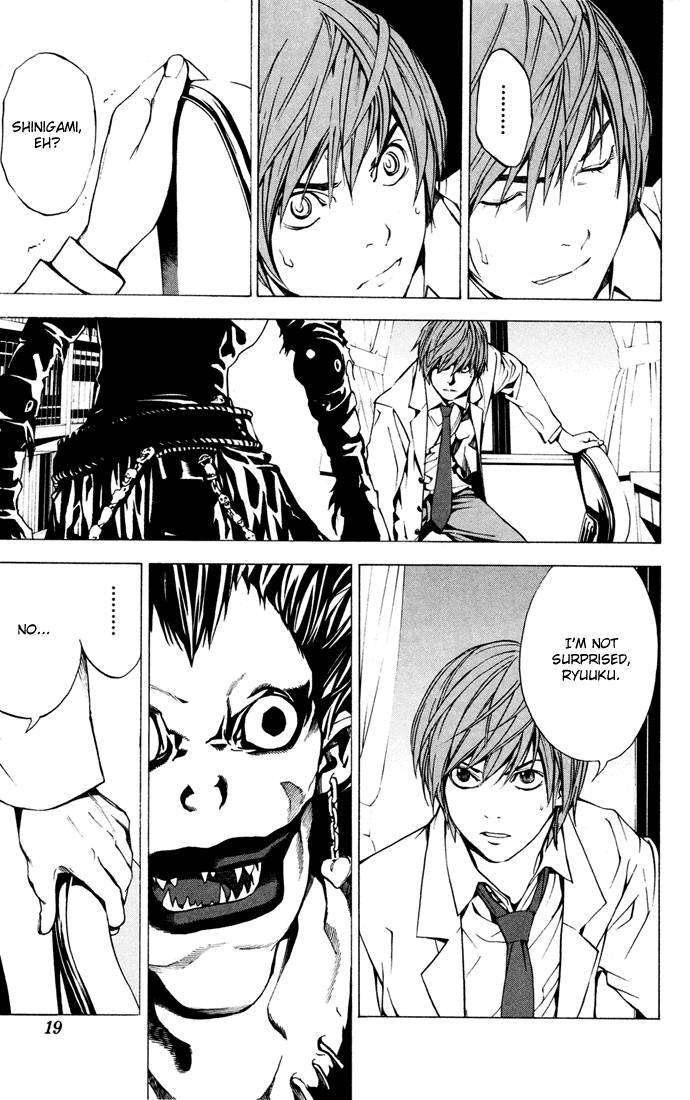 ........
SHINIGAMI,
EH?
I'M NOT
SURPRISED,
RYUUKU.
........
NO...
19